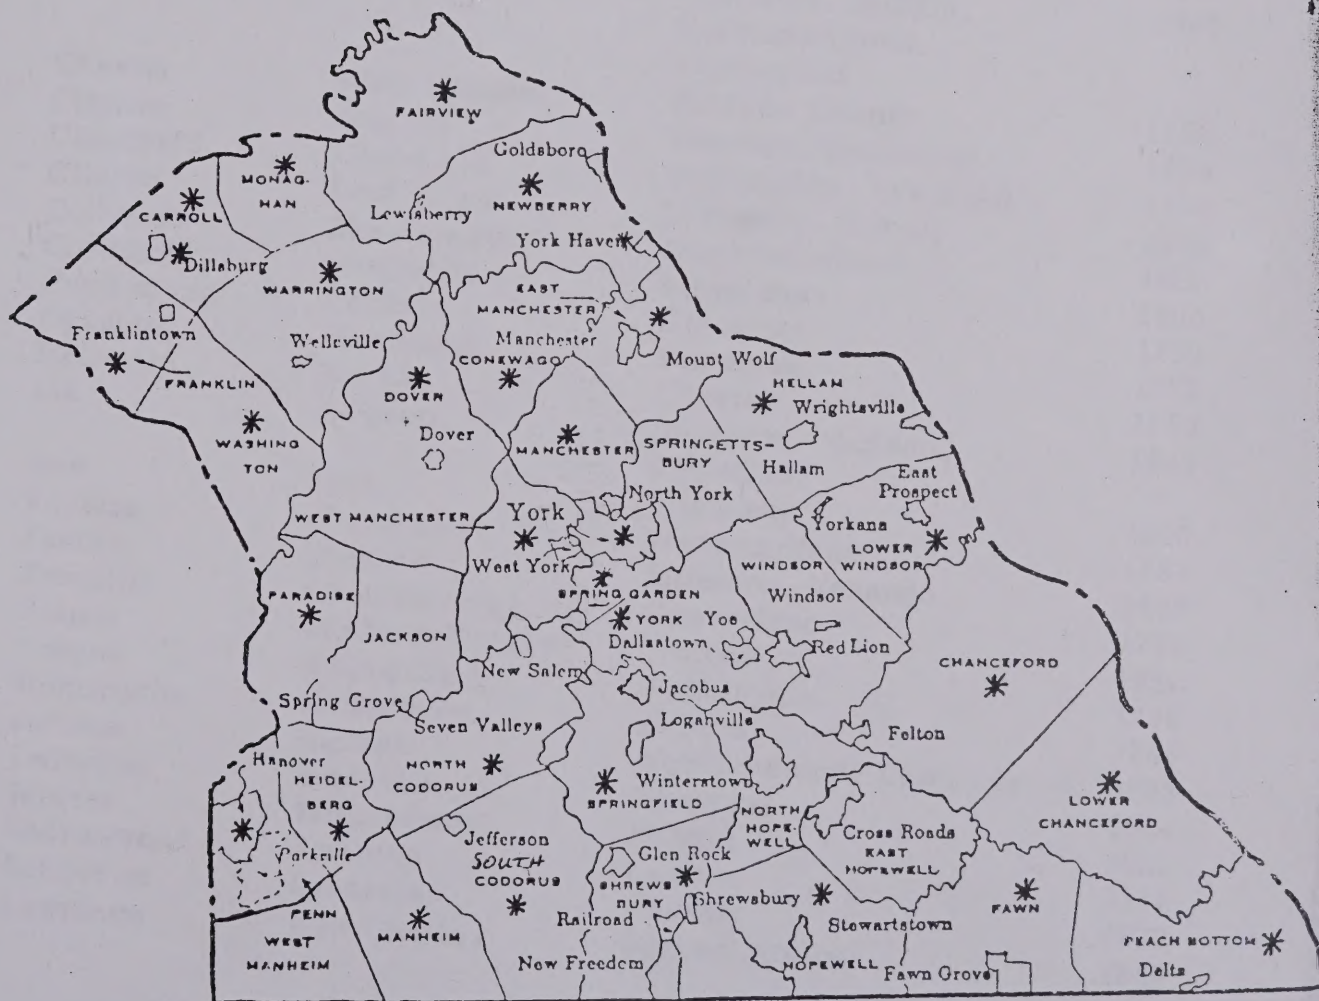 FAIRVIEW
Goldsboro
MONAG-
HAN
CARROLL
NEWBERRY
Lewisberry
York Haven
Dillsburg
WARRINGTON
EAST
MANCHESTER
Franklintown
Wellsville
Manchester
CONEWAGO
Mount Wolf
FRANKLIN
DOVER
HELLAM
Wrightsville
WASHING
TON
Dover
MANCHESTER
SPRINGETTS-
BURY
Hallam
East
Prospect
North York
WEST MANCHESTER
York
Yorkana
LOWER
WINDSOR
West York
WINDSOR
SPRING GARDEN
Windsor
PARADISE
JACKSON
YORK
Yoe
Dallastown
Red Lion
New Salem
CHANCEFORD
Spring Grove
Jacobus
Seven Valleys
Loganville
Felton
Hanover
HEIDEL-
BERG
NORTH
CODORUS
Winterstown
SPRINGFIELD
LOWER
CHANCEFORD
NORTH
HOPE-
WELL
Jefferson
SOUTH
CODORUS
Cross Roads
EAST
HOPEWELL
Parkville
Glen Rock
SHREWS
BURY
Shrewsbury
PENN
MANHEIM
Railroad
Stewartstown
FAWN
WEST
MANHEIM
New Freedom
HOPEWELL
Fawn Grove
PEACH BOTTOM
Delta